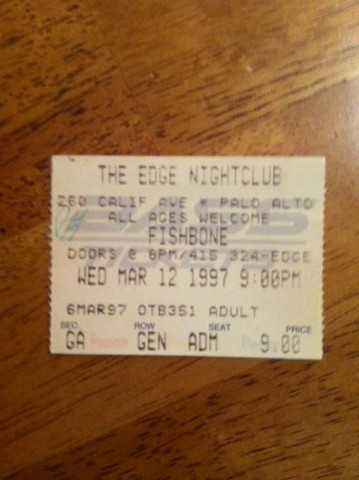 THE EDGE NIGHTCLUB
260 CALIF AVE * PALO ALTO
ALL AGES WELCOME
FISHBONE
DOORS @ 8PM/415 324-EDGE
WED MAR 12 1997 9:00PM
6MAR97 OTB351 ADULT
SEC. ROW SEAT PRICE
GA GEN ADM 9.00